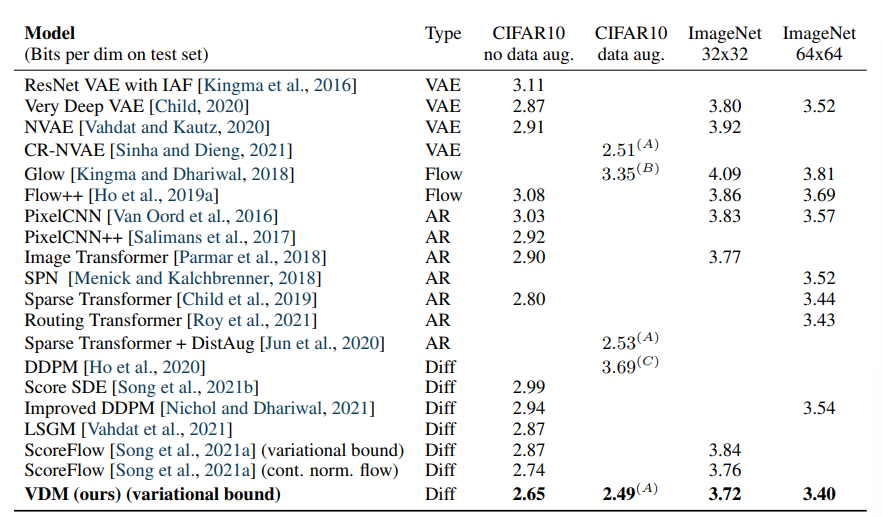 Model Type CIFAR10 CIFAR10 ImageNet ImageNet
(Bits per dim on test set) no data aug. data aug. 32x32 64x64
ResNet VAE with IAF [Kingma et al., 2016] VAE 3.11
Very Deep VAE [Child, 2020] VAE 2.87 3.80 3.52
NVAE [Vahdat and Kautz, 2020] VAE 2.91 3.92
CR-NVAE [Sinha and Dieng, 2021] VAE 2.51(A)
Glow [Kingma and Dhariwal, 2018] Flow 3.35(B) 4.09 3.81
Flow++ [Ho et al., 2019a] Flow 3.08 3.86 3.69
PixelCNN [Van Oord et al., 2016] AR 3.03 3.83 3.57
PixelCNN++ [Salimans et al., 2017] AR 2.92
Image Transformer [Parmar et al., 2018] AR 2.90 3.77
SPN [Menick and Kalchbrenner, 2018] AR 3.52
Sparse Transformer [Child et al., 2019] AR 2.80 3.44
Routing Transformer [Roy et al., 2021] AR 3.43
Sparse Transformer + DistAug [Jun et al., 2020] AR 2.53(A)
DDPM [Ho et al., 2020] Diff 3.69(C)
Score SDE [Song et al., 2021b] Diff 2.99
Improved DDPM [Nichol and Dhariwal, 2021] Diff 2.94 3.54
LSGM [Vahdat et al., 2021] Diff 2.87
ScoreFlow [Song et al., 2021a] (variational bound) Diff 2.87 3.84
ScoreFlow [Song et al., 2021a] (cont. norm. flow) Diff 2.74 3.76
VDM (ours) (variational bound) Diff 2.65 2.49(A) 3.72 3.40